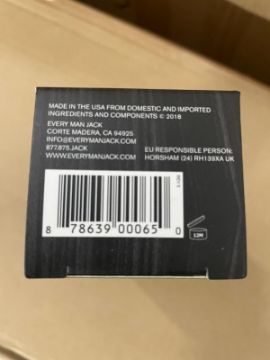 MADE IN THE USA FROM DOMESTIC AND IMPORTED
INGREDIENTS AND COMPONENTS © 2018
EVERY MAN JACK
CORTE MADERA, CA 94925
INFO@EVERYMANJACK.COM
877.875.JACK
WWW.EVERYMANJACK.COM
EU RESPONSIBLE PERSON:
HORSHAM (24) RH139XA UK
8 78639 00065 0
12M